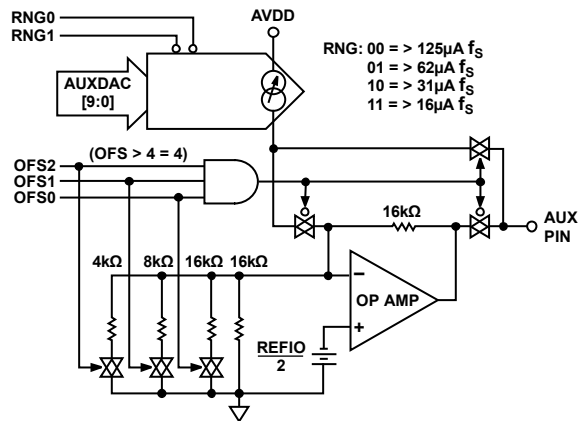 RNG0
RNG1
AVDD
RNG: 00 = > 125µA fS
01 = > 62µA fS
10 = > 31µA fS
11 = > 16µA fS
AUXDAC
[9:0]
(OFS > 4 = 4)
OFS2
OFS1
OFS0
16kΩ
AUX
PIN
4kΩ 8kΩ 16kΩ 16kΩ
−
OP AMP
+
REFIO
2